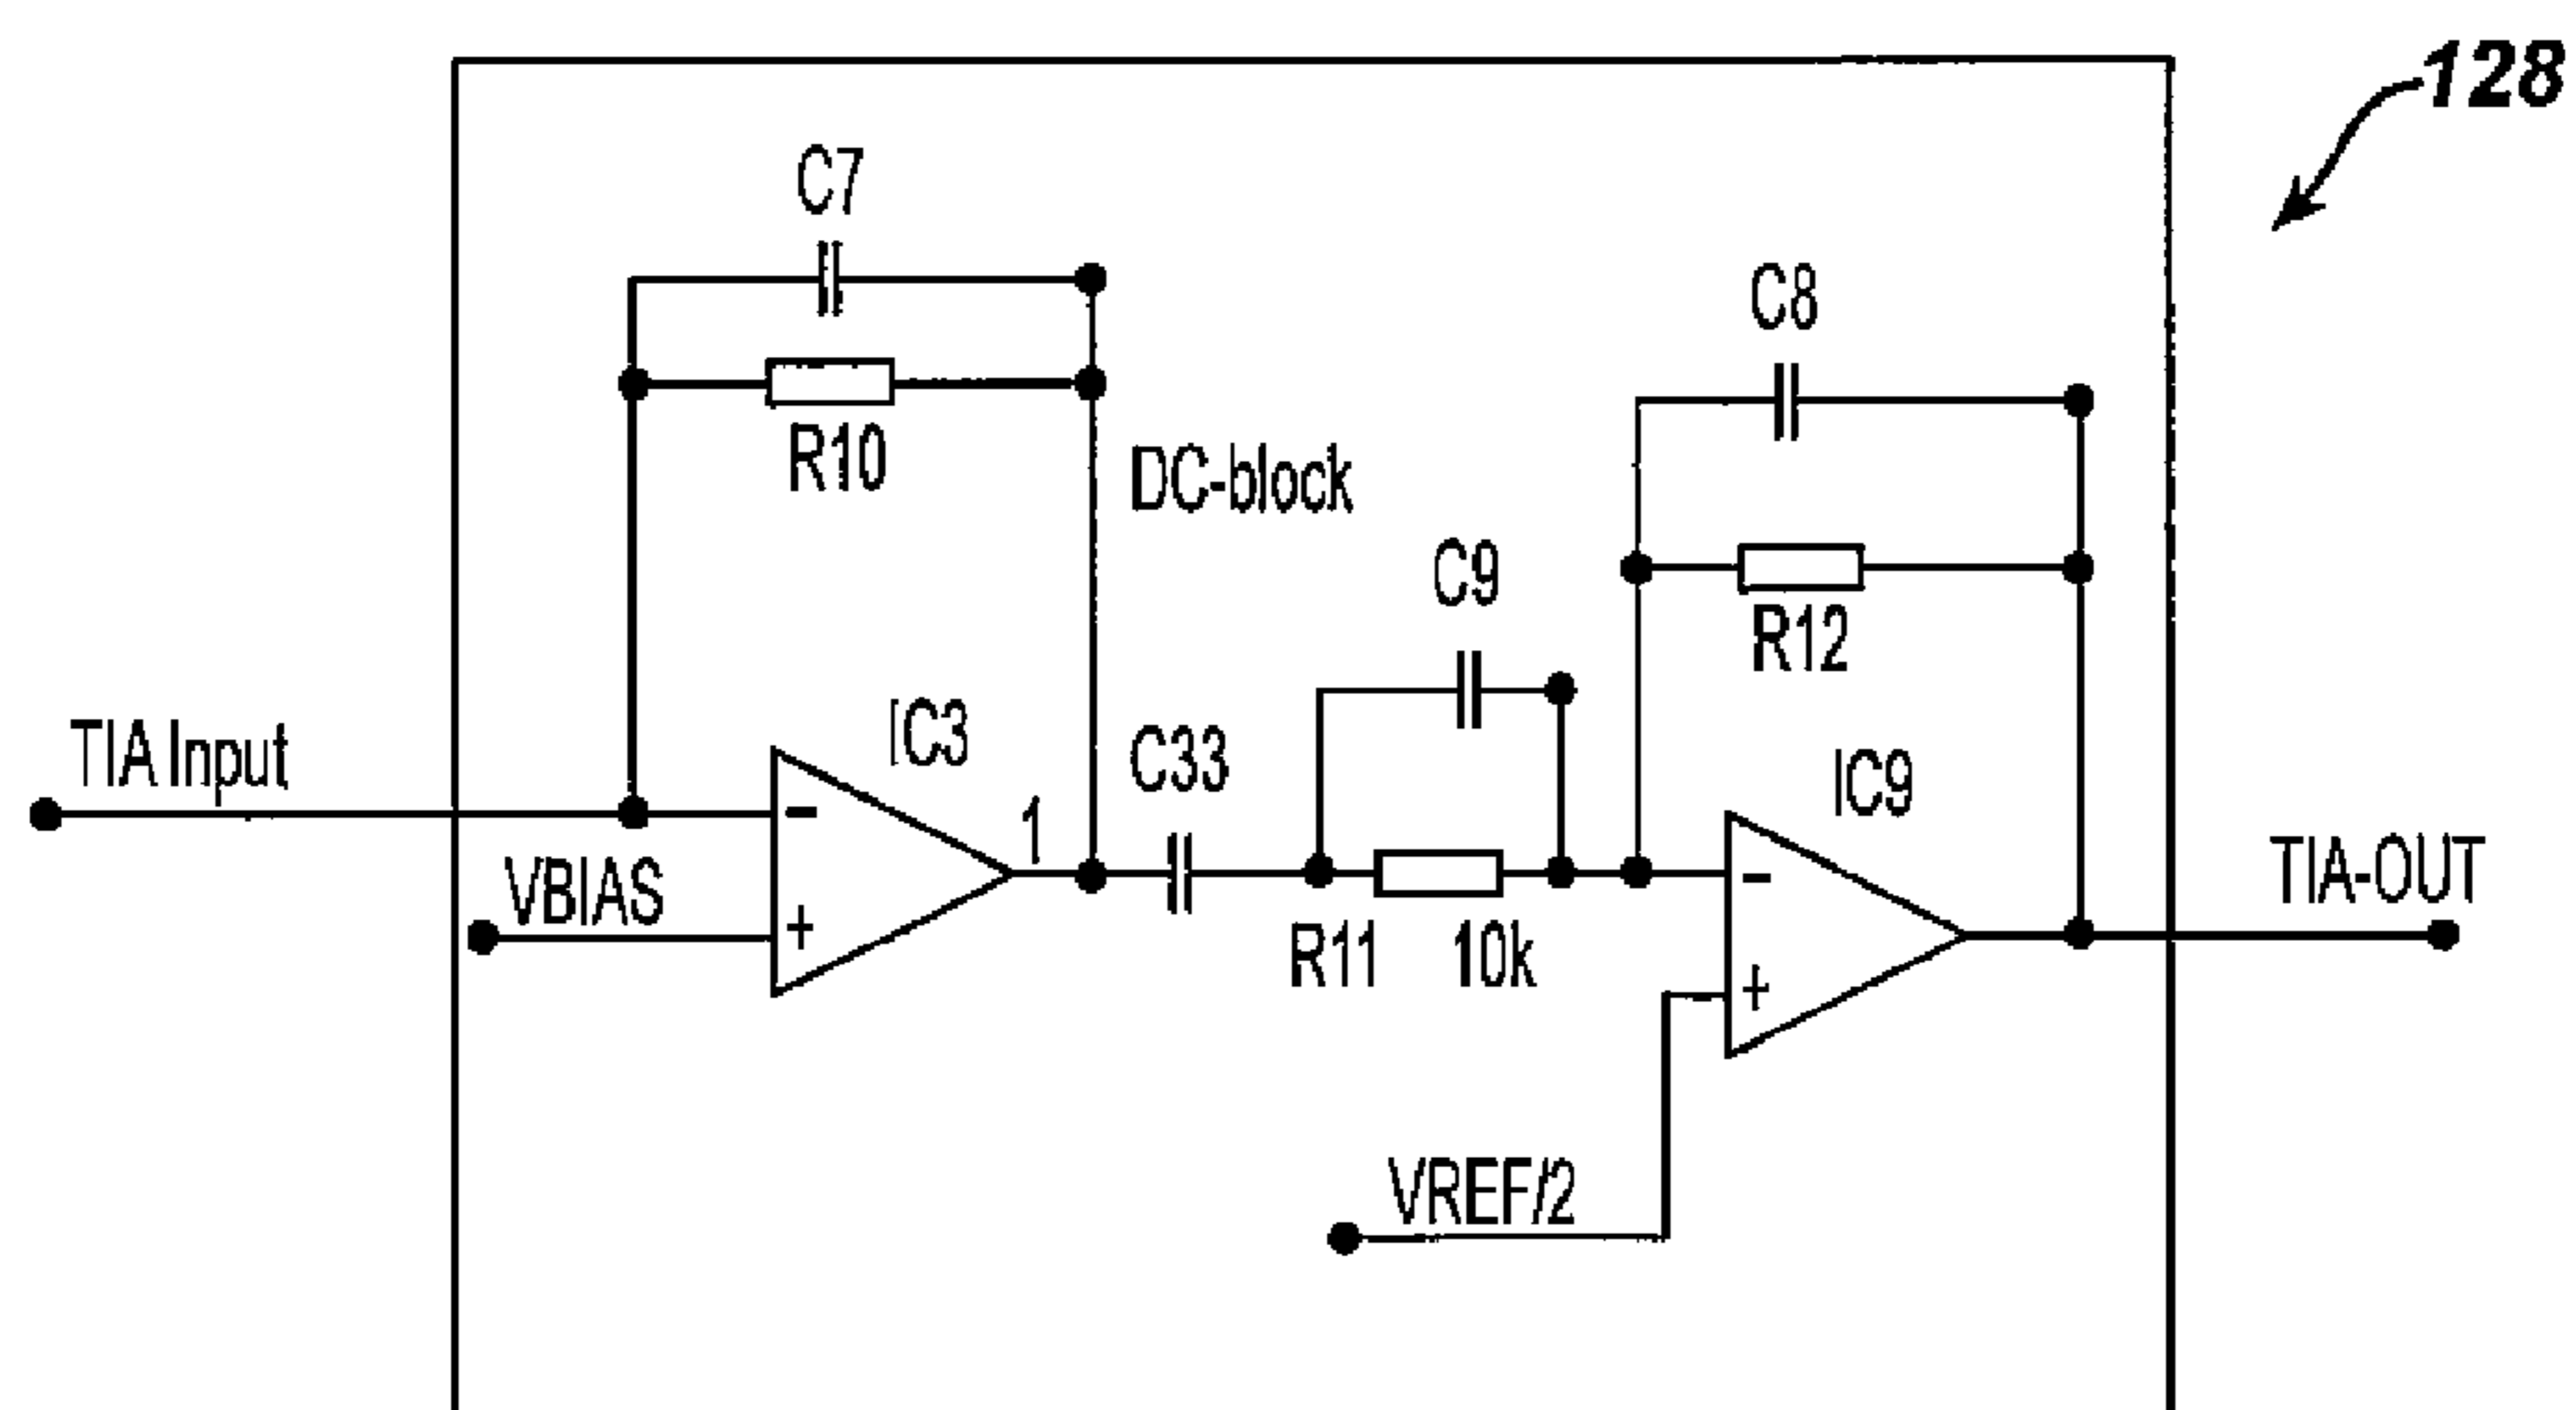 128
C7
C8
R10
DC-block
C9
R12
TIA Input
IC3
C33
IC9
-
1
VBIAS
+
-
TIA-OUT
R11 10k
+
VREF/2